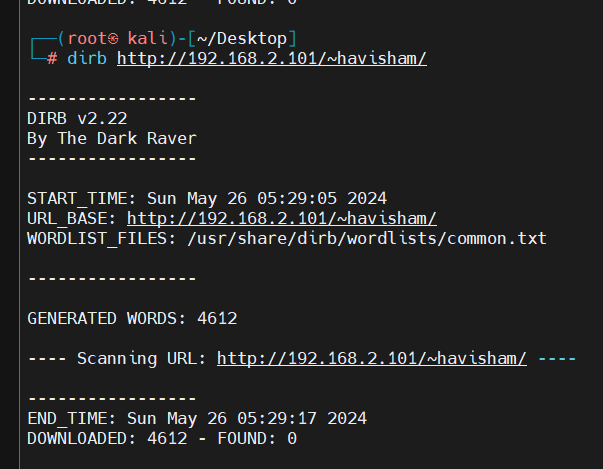 DOWNLOADED: 4612 - FOUND: 0
┌──(root㉿ kali)-[~/Desktop]
└─# dirb http://192.168.2.101/~havisham/
-----------------
DIRB v2.22
By The Dark Raver
-----------------
START_TIME: Sun May 26 05:29:05 2024
URL_BASE: http://192.168.2.101/~havisham/
WORDLIST_FILES: /usr/share/dirb/wordlists/common.txt
-----------------
GENERATED WORDS: 4612
---- Scanning URL: http://192.168.2.101/~havisham/ ----
-----------------
END_TIME: Sun May 26 05:29:17 2024
DOWNLOADED: 4612 - FOUND: 0